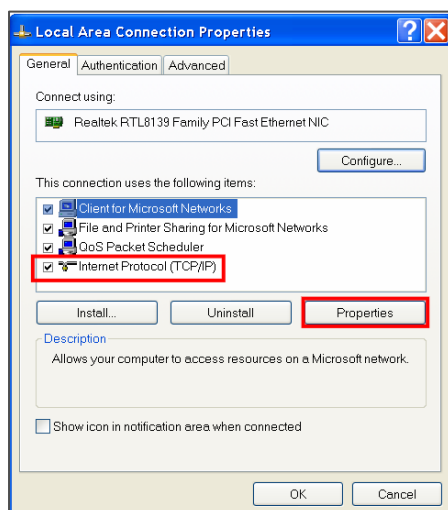 Local Area Connection Properties
General Authentication Advanced
Connect using:
Realtek RTL8139 Family PCI Fast Ethernet NIC
Configure...
This connection uses the following items:
Client for Microsoft Networks
File and Printer Sharing for Microsoft Networks
QoS Packet Scheduler
Internet Protocol (TCP/IP)
Install... Uninstall Properties
Description
Allows your computer to access resources on a Microsoft network.
Show icon in notification area when connected
OK Cancel